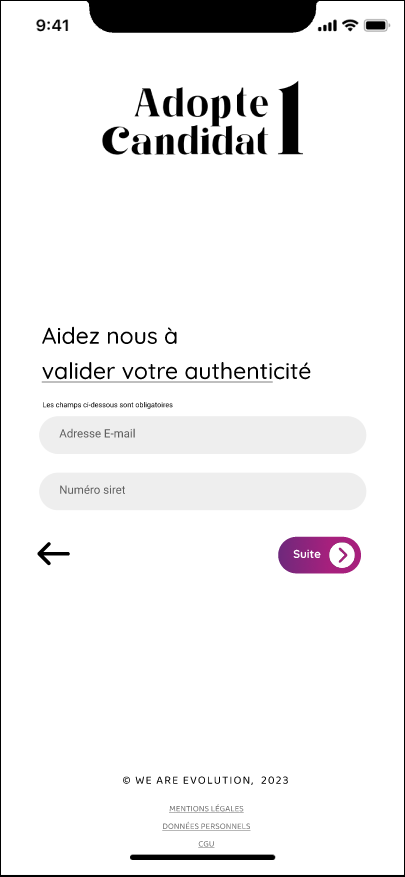 9:41
Adopte 1
Candidat
Aidez nous à
valider votre authenticité
Les champs ci-dessous sont obligatoires
Adresse E-mail
Numéro siret
Suite
© WE ARE EVOLUTION, 2023
MENTIONS LÉGALES
DONNÉES PERSONNELS
CGU